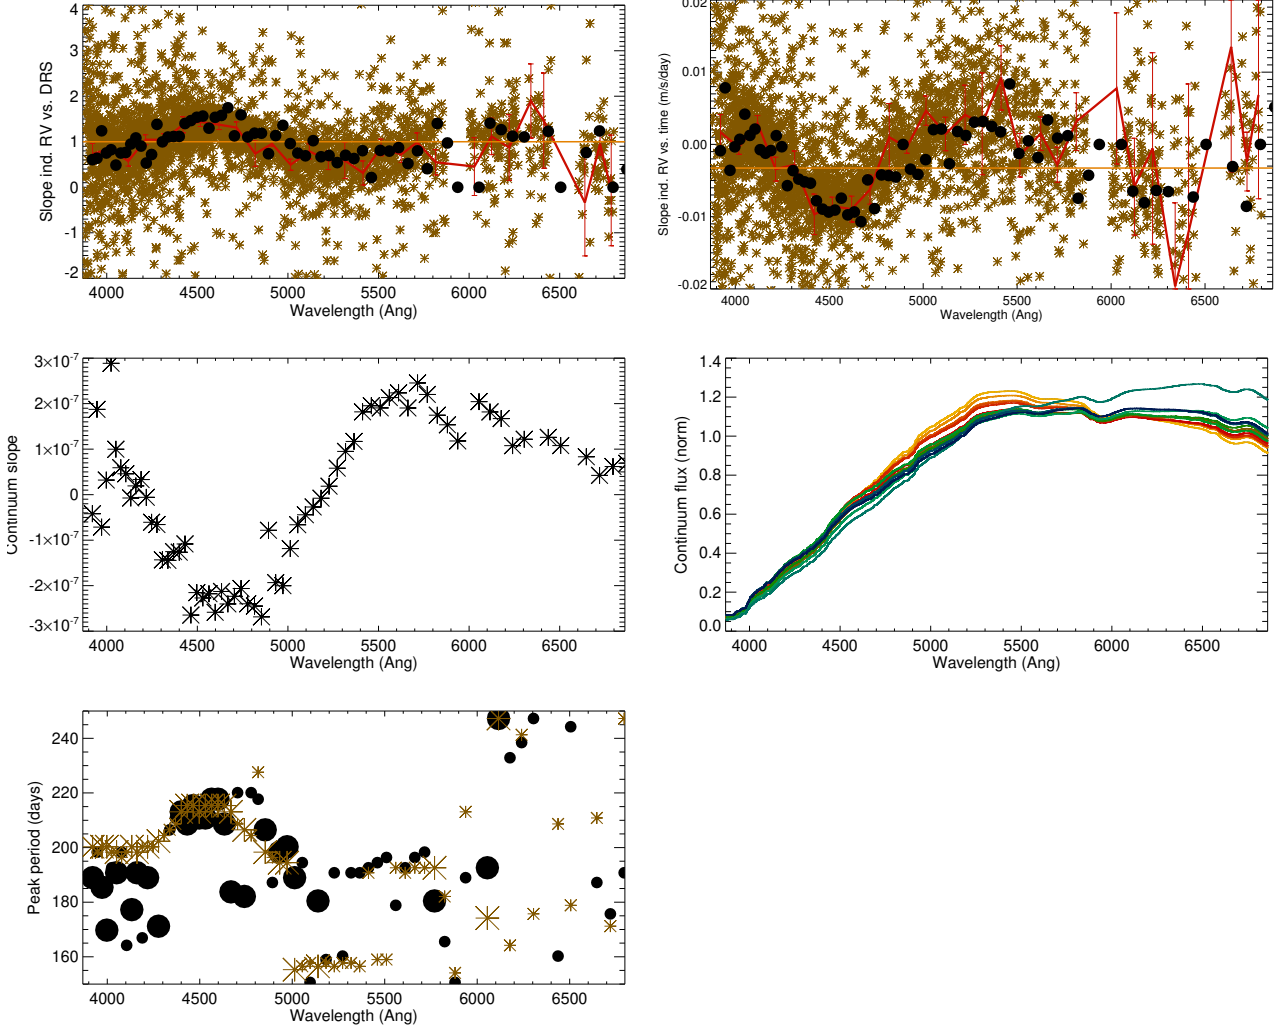 4
3
2
1
0
-1
-2
Slope ind. RV vs. DRS
4000 4500 5000 5500 6000 6500
Wavelength (Ang)
0.02
0.01
0.00
-0.01
-0.02
Slope ind. RV vs. time (m/s/day)
4000 4500 5000 5500 6000 6500
Wavelength (Ang)
3×10⁻⁷
2×10⁻⁷
1×10⁻⁷
0
-1×10⁻⁷
-2×10⁻⁷
-3×10⁻⁷
Continuum slope
4000 4500 5000 5500 6000 6500
Wavelength (Ang)
1.4
1.2
1.0
0.8
0.6
0.4
0.2
0.0
Continuum flux (norm)
4000 4500 5000 5500 6000 6500
Wavelength (Ang)
240
220
200
180
160
Peak period (days)
4000 4500 5000 5500 6000 6500
Wavelength (Ang)